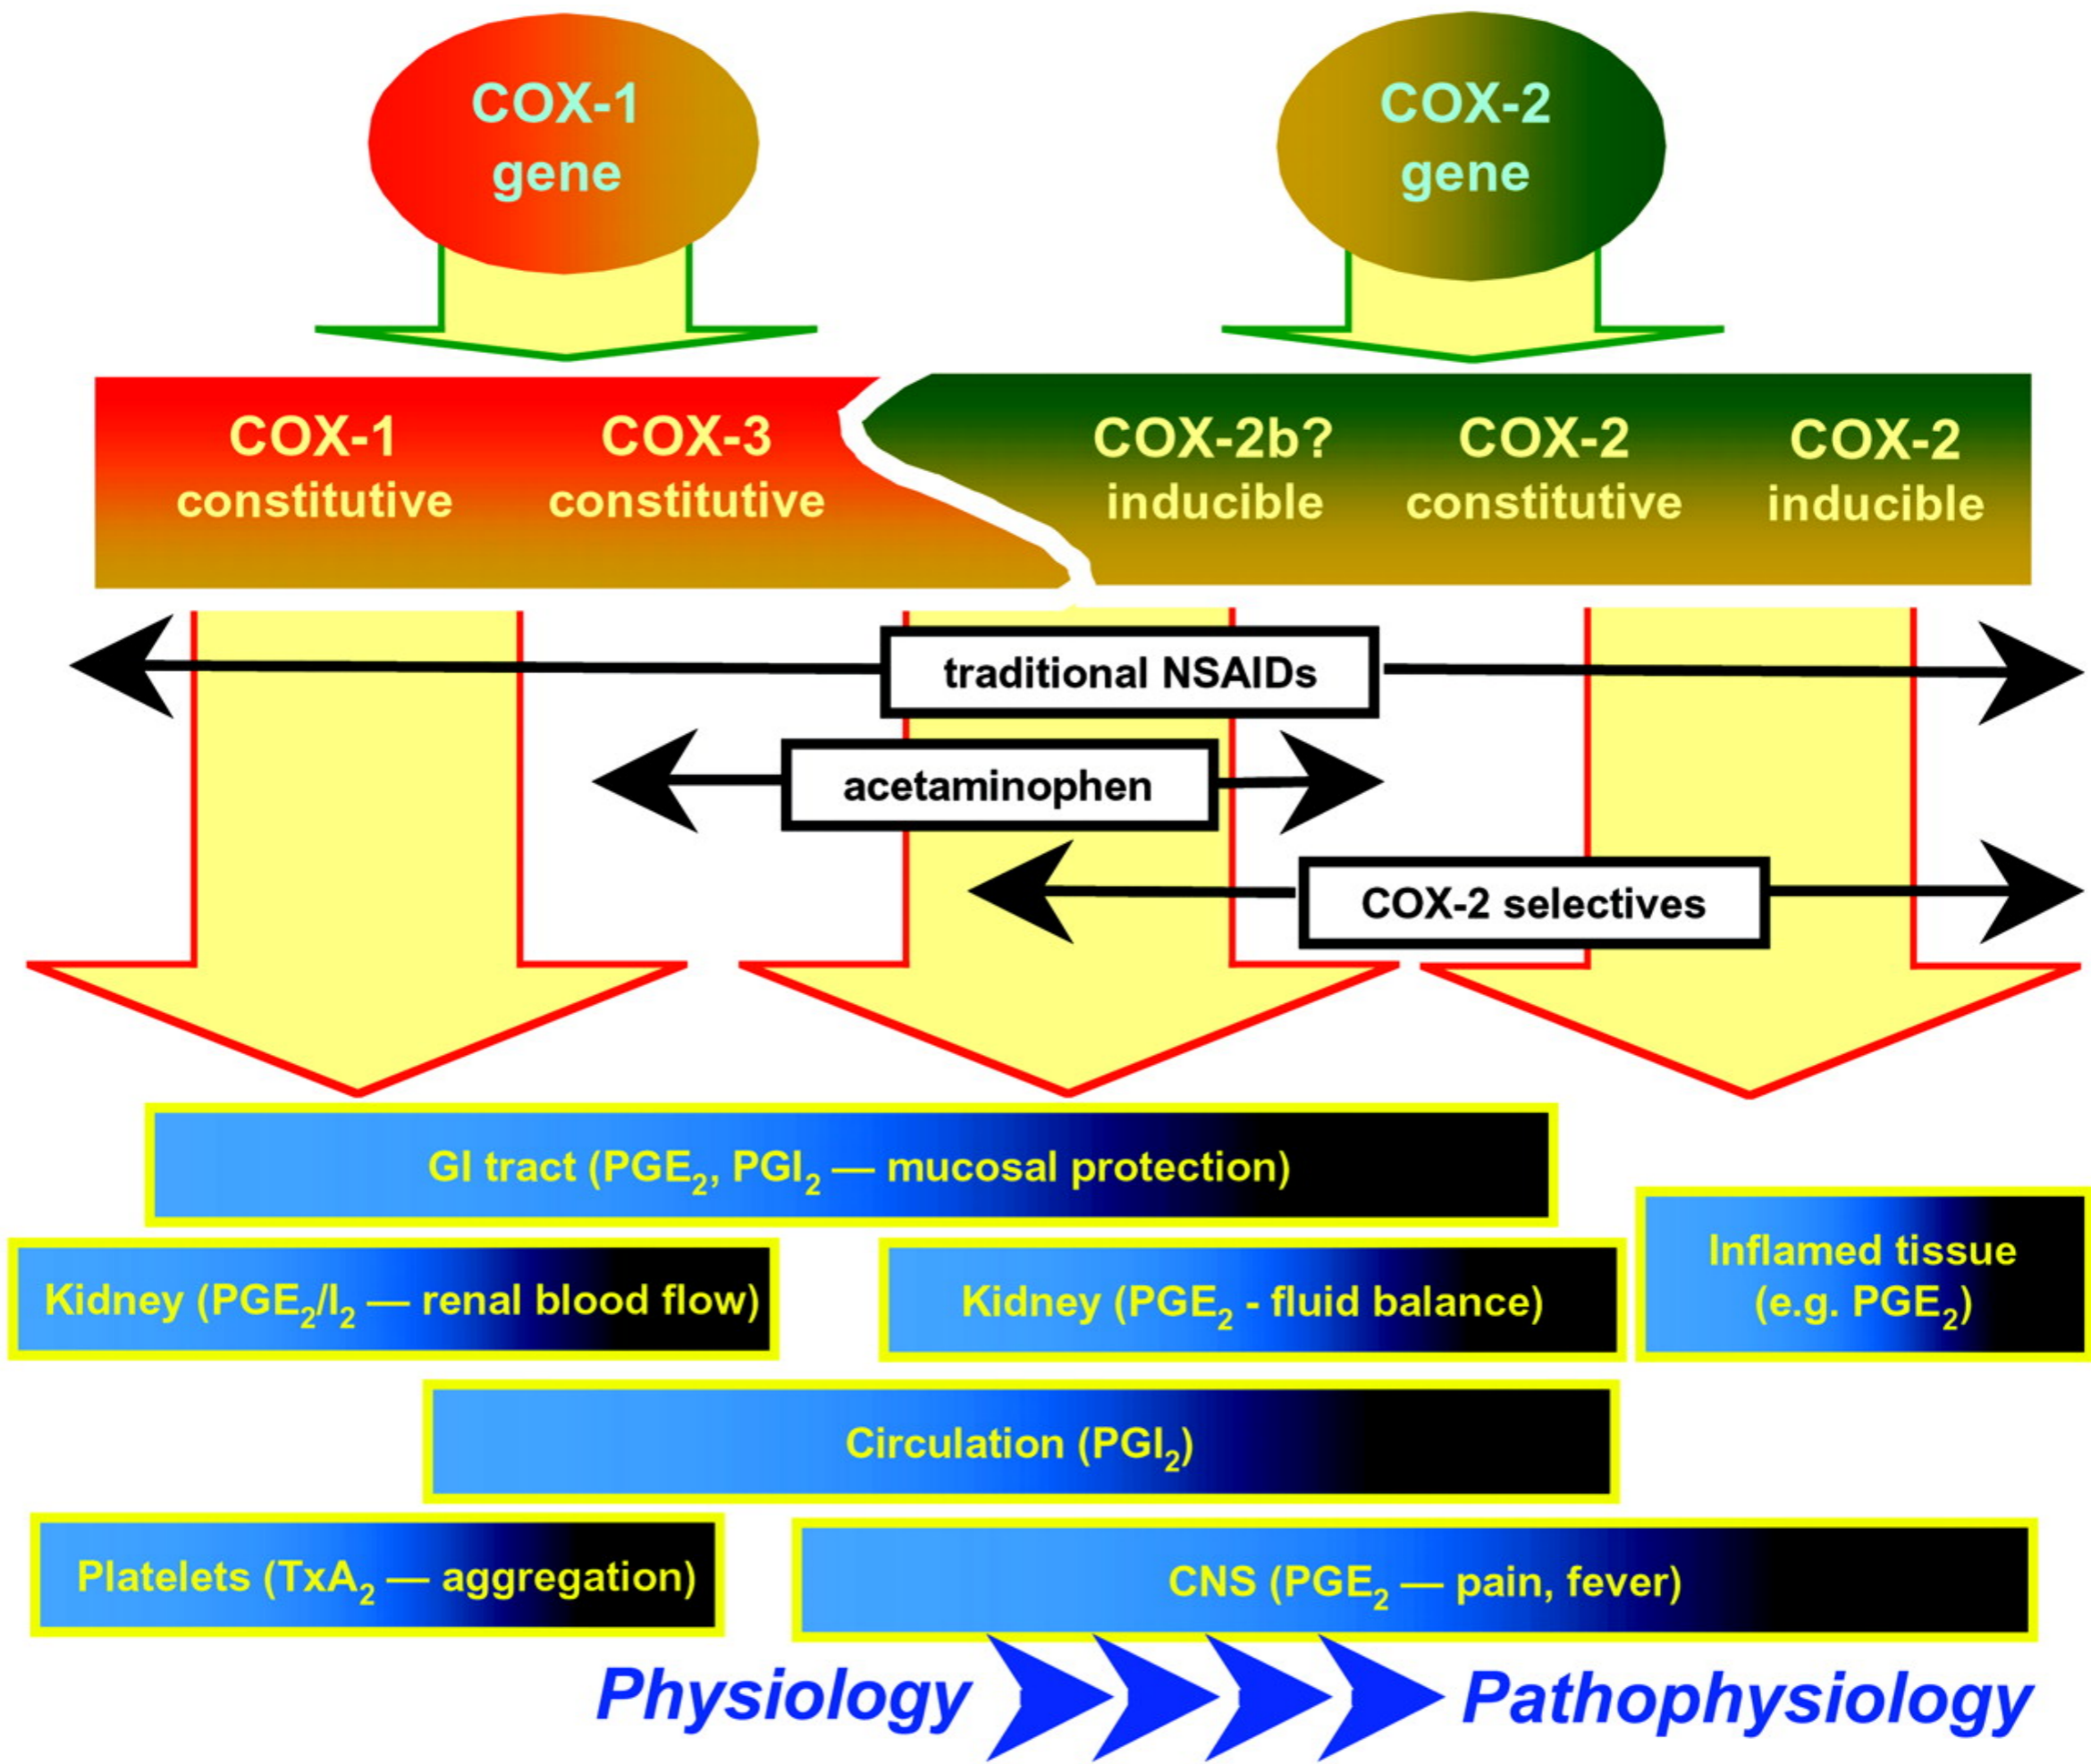 COX-1
gene
COX-2
gene
COX-1
constitutive
COX-3
constitutive
COX-2b?
inducible
COX-2
constitutive
COX-2
inducible
traditional NSAIDs
acetaminophen
COX-2 selectives
GI tract (PGE₂, PGI₂ — mucosal protection)
Kidney (PGE₂/I₂ — renal blood flow)
Kidney (PGE₂ - fluid balance)
Inflamed tissue
(e.g. PGE₂)
Circulation (PGI₂)
Platelets (TxA₂ — aggregation)
CNS (PGE₂ — pain, fever)
Physiology
Pathophysiology